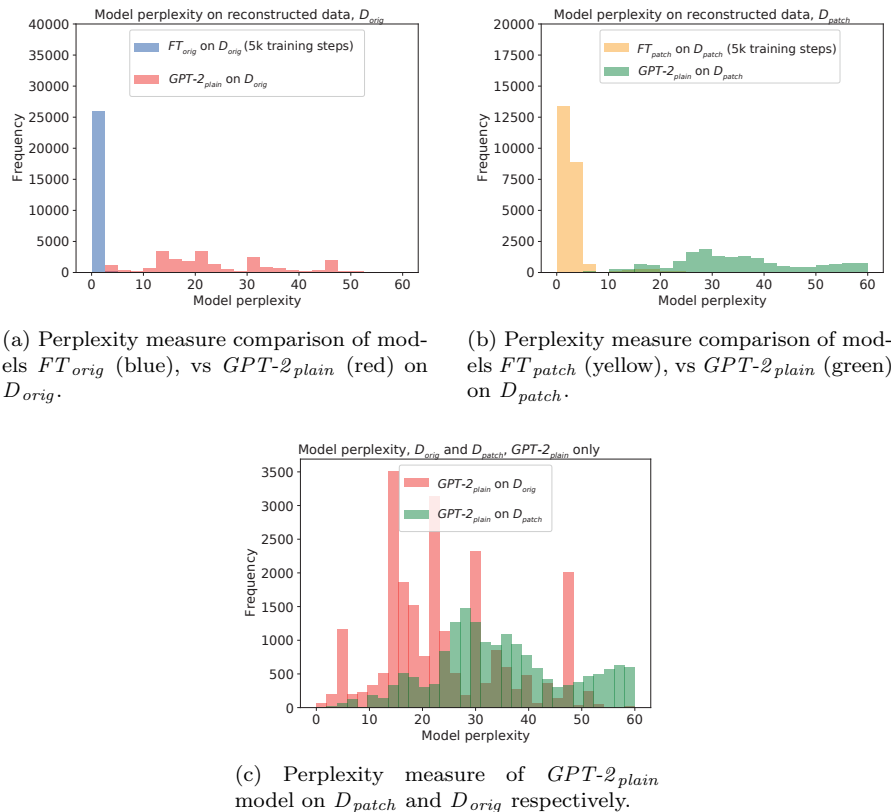 Model perplexity on reconstructed data, D_orig
40000
35000
30000
25000
20000
15000
10000
5000
0
Frequency
FT_orig on D_orig (5k training steps)
GPT-2_plain on D_orig
0 10 20 30 40 50 60
Model perplexity
(a) Perplexity measure comparison of mod-
els FT_orig (blue), vs GPT-2_plain (red) on
D_orig.
Model perplexity on reconstructed data, D_patch
20000
17500
15000
12500
10000
7500
5000
2500
0
Frequency
FT_patch on D_patch (5k training steps)
GPT-2_plain on D_patch
0 10 20 30 40 50 60
Model perplexity
(b) Perplexity measure comparison of mod-
els FT_patch (yellow), vs GPT-2_plain (green)
on D_patch.
Model perplexity, D_orig and D_patch, GPT-2_plain only
3500
3000
2500
2000
1500
1000
500
0
Frequency
GPT-2_plain on D_orig
GPT-2_plain on D_patch
0 10 20 30 40 50 60
Model perplexity
(c) Perplexity measure of GPT-2_plain
model on D_patch and D_orig respectively.